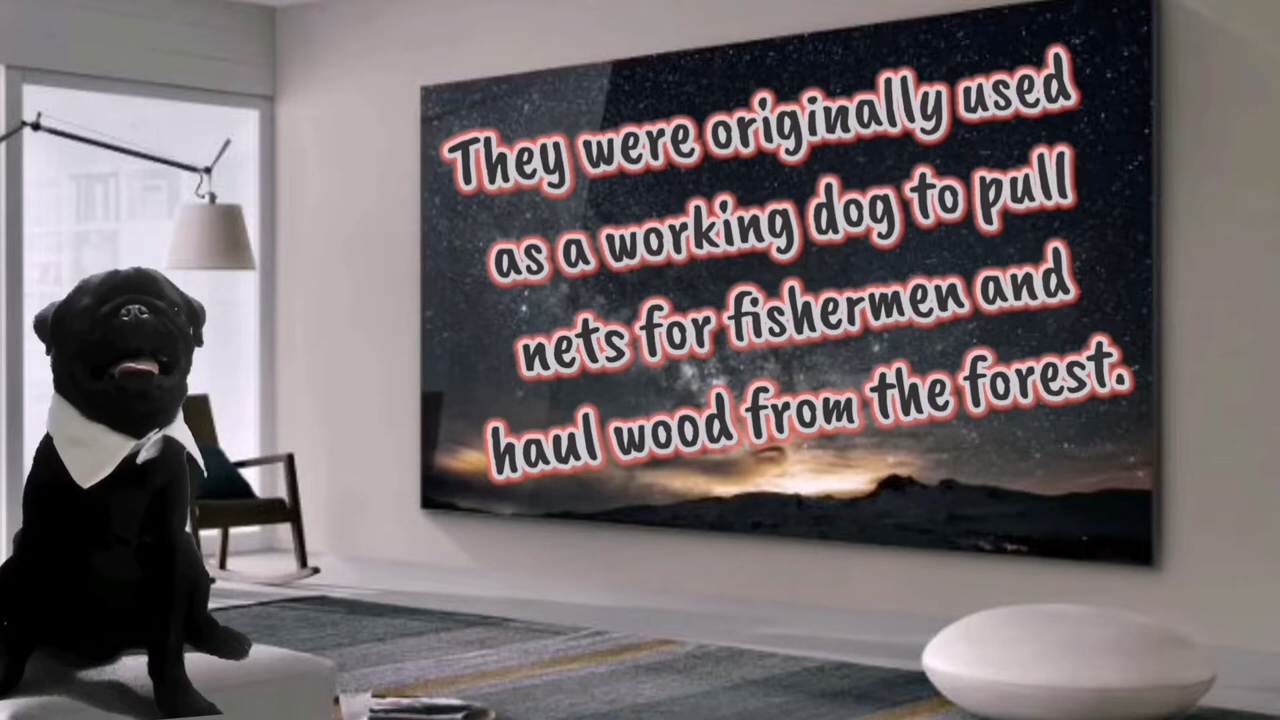 They were originally used
as a working dog to pull
nets for fishermen and
haul wood from the forest.